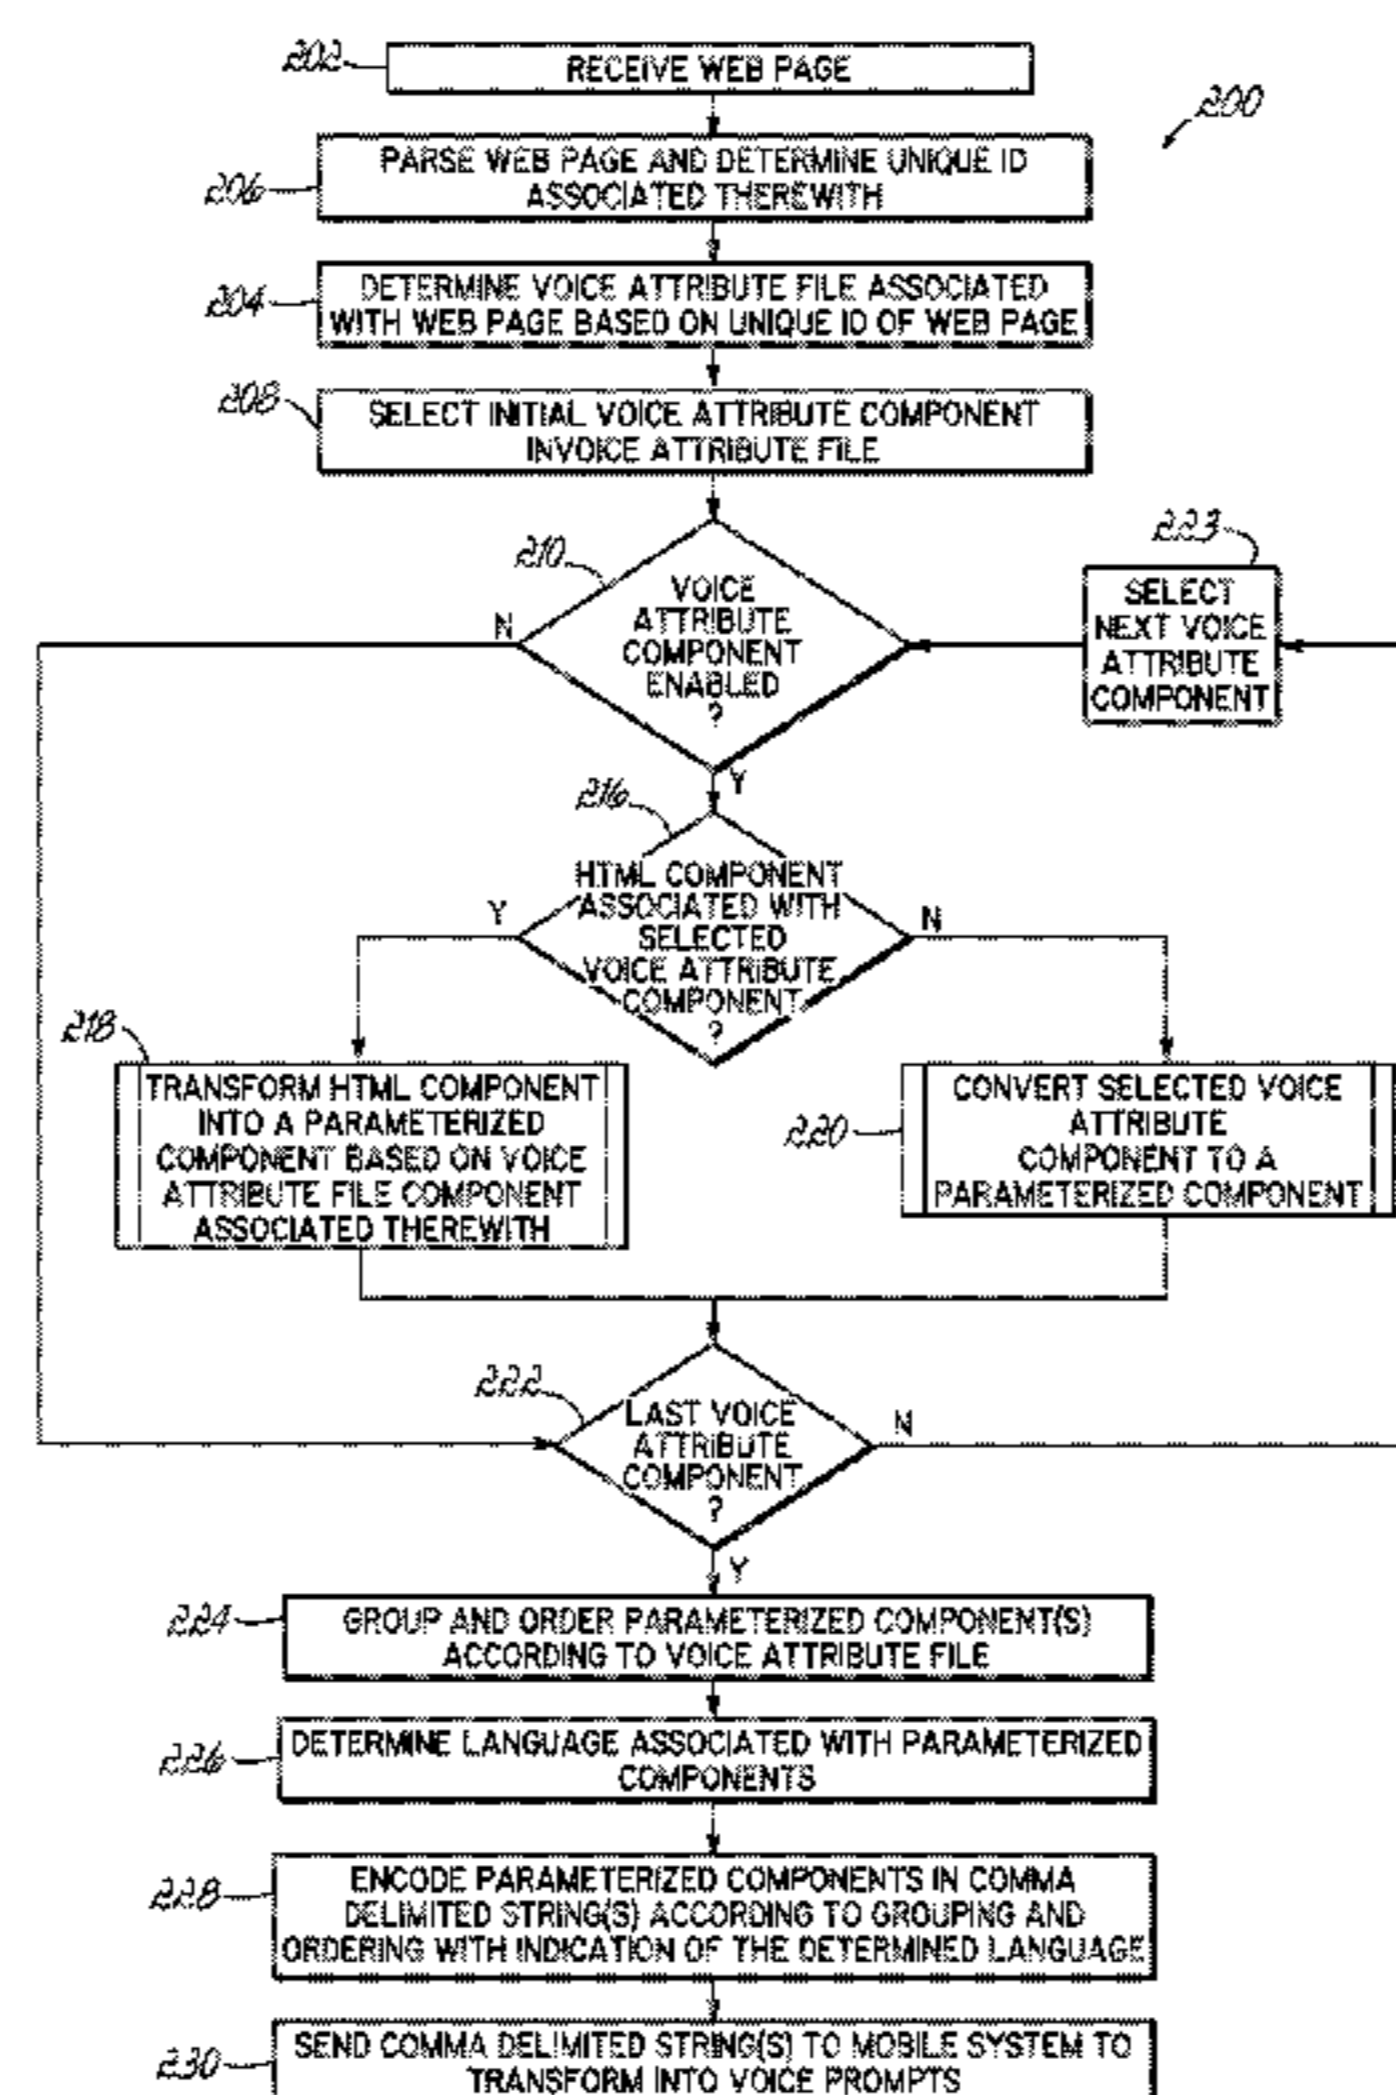 202
RECEIVE WEB PAGE
200
206
PARSE WEB PAGE AND DETERMINE UNIQUE ID
ASSOCIATED THEREWITH
204
DETERMINE VOICE ATTRIBUTE FILE ASSOCIATED
WITH WEB PAGE BASED ON UNIQUE ID OF WEB PAGE
208
SELECT INITIAL VOICE ATTRIBUTE COMPONENT
INVOICE ATTRIBUTE FILE
210
VOICE
ATTRIBUTE
COMPONENT
ENABLED
?
N
Y
223
SELECT
NEXT VOICE
ATTRIBUTE
COMPONENT
216
HTML COMPONENT
ASSOCIATED WITH
SELECTED
VOICE ATTRIBUTE
COMPONENT
?
Y
N
218
TRANSFORM HTML COMPONENT
INTO A PARAMETERIZED
COMPONENT BASED ON VOICE
ATTRIBUTE FILE COMPONENT
ASSOCIATED THEREWITH
220
CONVERT SELECTED VOICE
ATTRIBUTE
COMPONENT TO A
PARAMETERIZED COMPONENT
222
LAST VOICE
ATTRIBUTE
COMPONENT
?
N
Y
224
GROUP AND ORDER PARAMETERIZED COMPONENT(S)
ACCORDING TO VOICE ATTRIBUTE FILE
226
DETERMINE LANGUAGE ASSOCIATED WITH PARAMETERIZED
COMPONENTS
228
ENCODE PARAMETERIZED COMPONENTS IN COMMA
DELIMITED STRING(S) ACCORDING TO GROUPING AND
ORDERING WITH INDICATION OF THE DETERMINED LANGUAGE
230
SEND COMMA DELIMITED STRING(S) TO MOBILE SYSTEM TO
TRANSFORM INTO VOICE PROMPTS